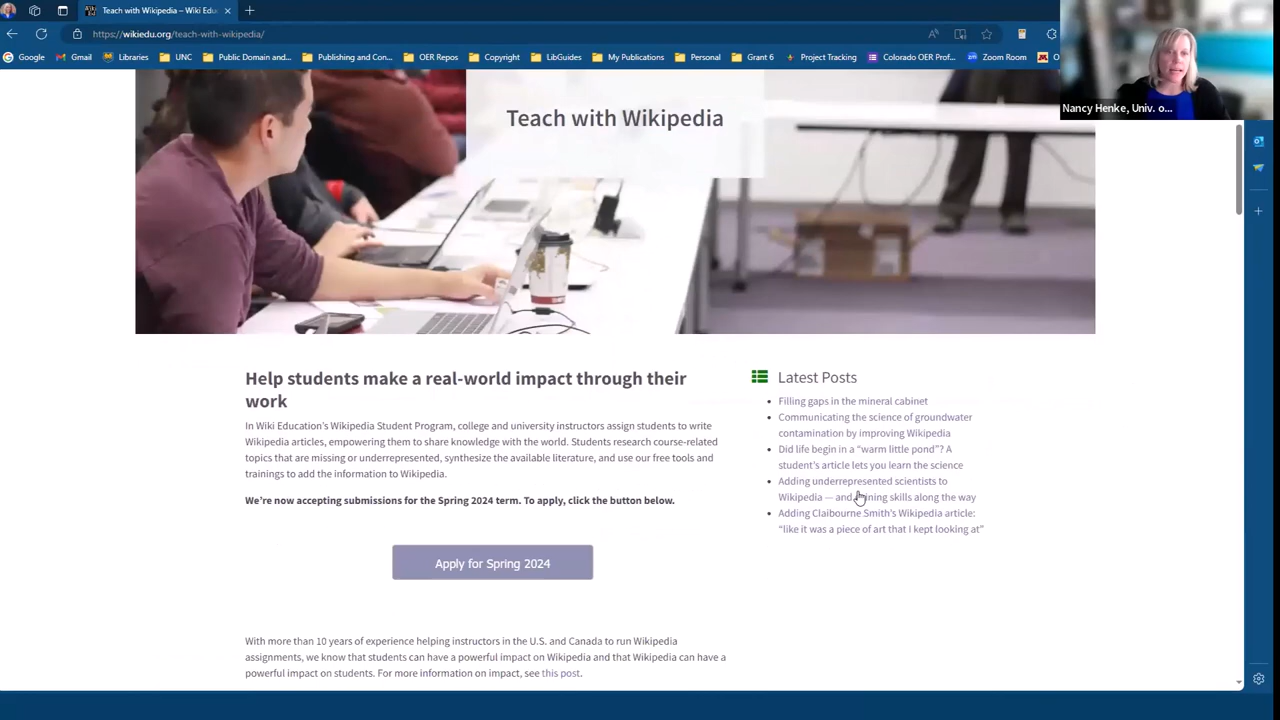 Teach with Wikipedia – Wiki Edu
https://wikiedu.org/teach-with-wikipedia/
Google Gmail Libraries UNC Public Domain and... Publishing and Con... OER Repos Copyright LibGuides My Publications Personal Grant 6 Project Tracking Colorado OER Prof... Zoom Room
Nancy Henke, Univ. o...
Teach with Wikipedia
Help students make a real-world impact through their
work
In Wiki Education's Wikipedia Student Program, college and university instructors assign students to write
Wikipedia articles, empowering them to share knowledge with the world. Students research course-related
topics that are missing or underrepresented, synthesize the available literature, and use our free tools and
trainings to add the information to Wikipedia.
We're now accepting submissions for the Spring 2024 term. To apply, click the button below.
Apply for Spring 2024
With more than 10 years of experience helping instructors in the U.S. and Canada to run Wikipedia
assignments, we know that students can have a powerful impact on Wikipedia and that Wikipedia can have a
powerful impact on students. For more information on impact, see this post.
Latest Posts
Filling gaps in the mineral cabinet
Communicating the science of groundwater
contamination by improving Wikipedia
Did life begin in a “warm little pond”? A
student's article lets you learn the science
Adding underrepresented scientists to
Wikipedia — and skills along the way
Adding Claibourne Smith's Wikipedia article:
“like it was a piece of art that I kept looking at”